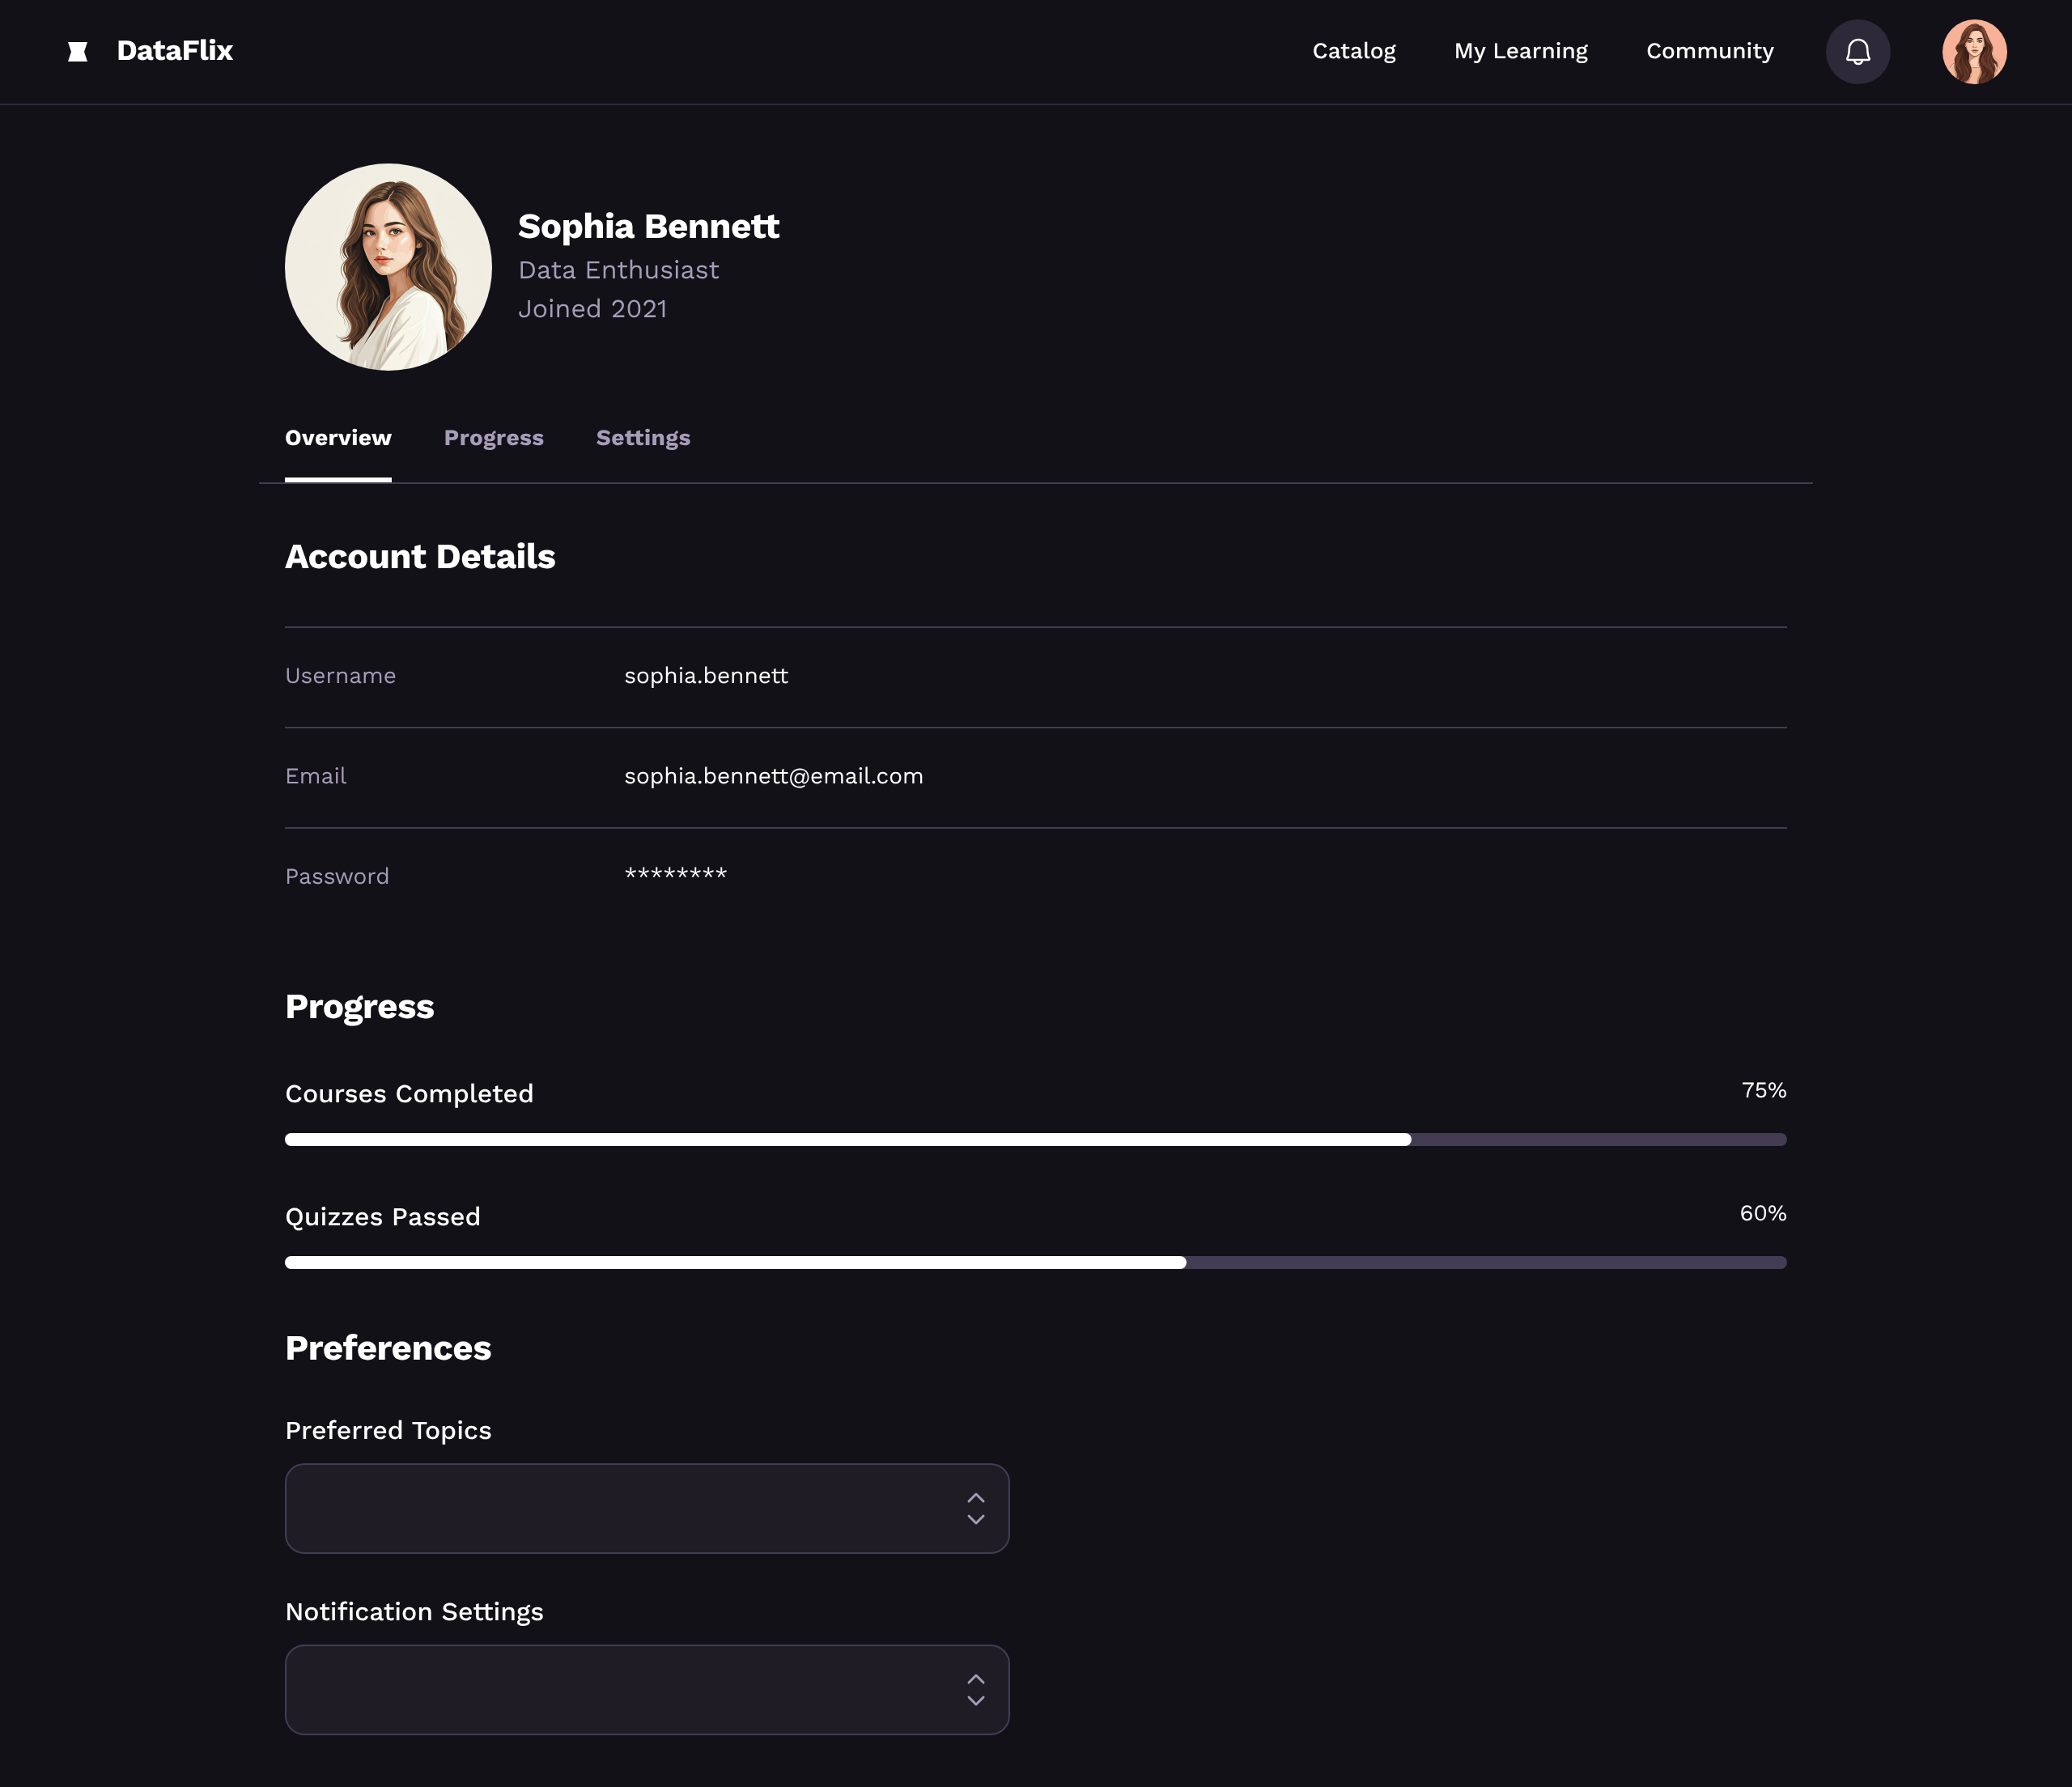 DataFlix
Catalog
My Learning
Community
Sophia Bennett
Data Enthusiast
Joined 2021
Overview
Progress
Settings
Account Details
Username sophia.bennett
Email sophia.bennett@email.com
Password ********
Progress
Courses Completed 75%
Quizzes Passed 60%
Preferences
Preferred Topics
Notification Settings